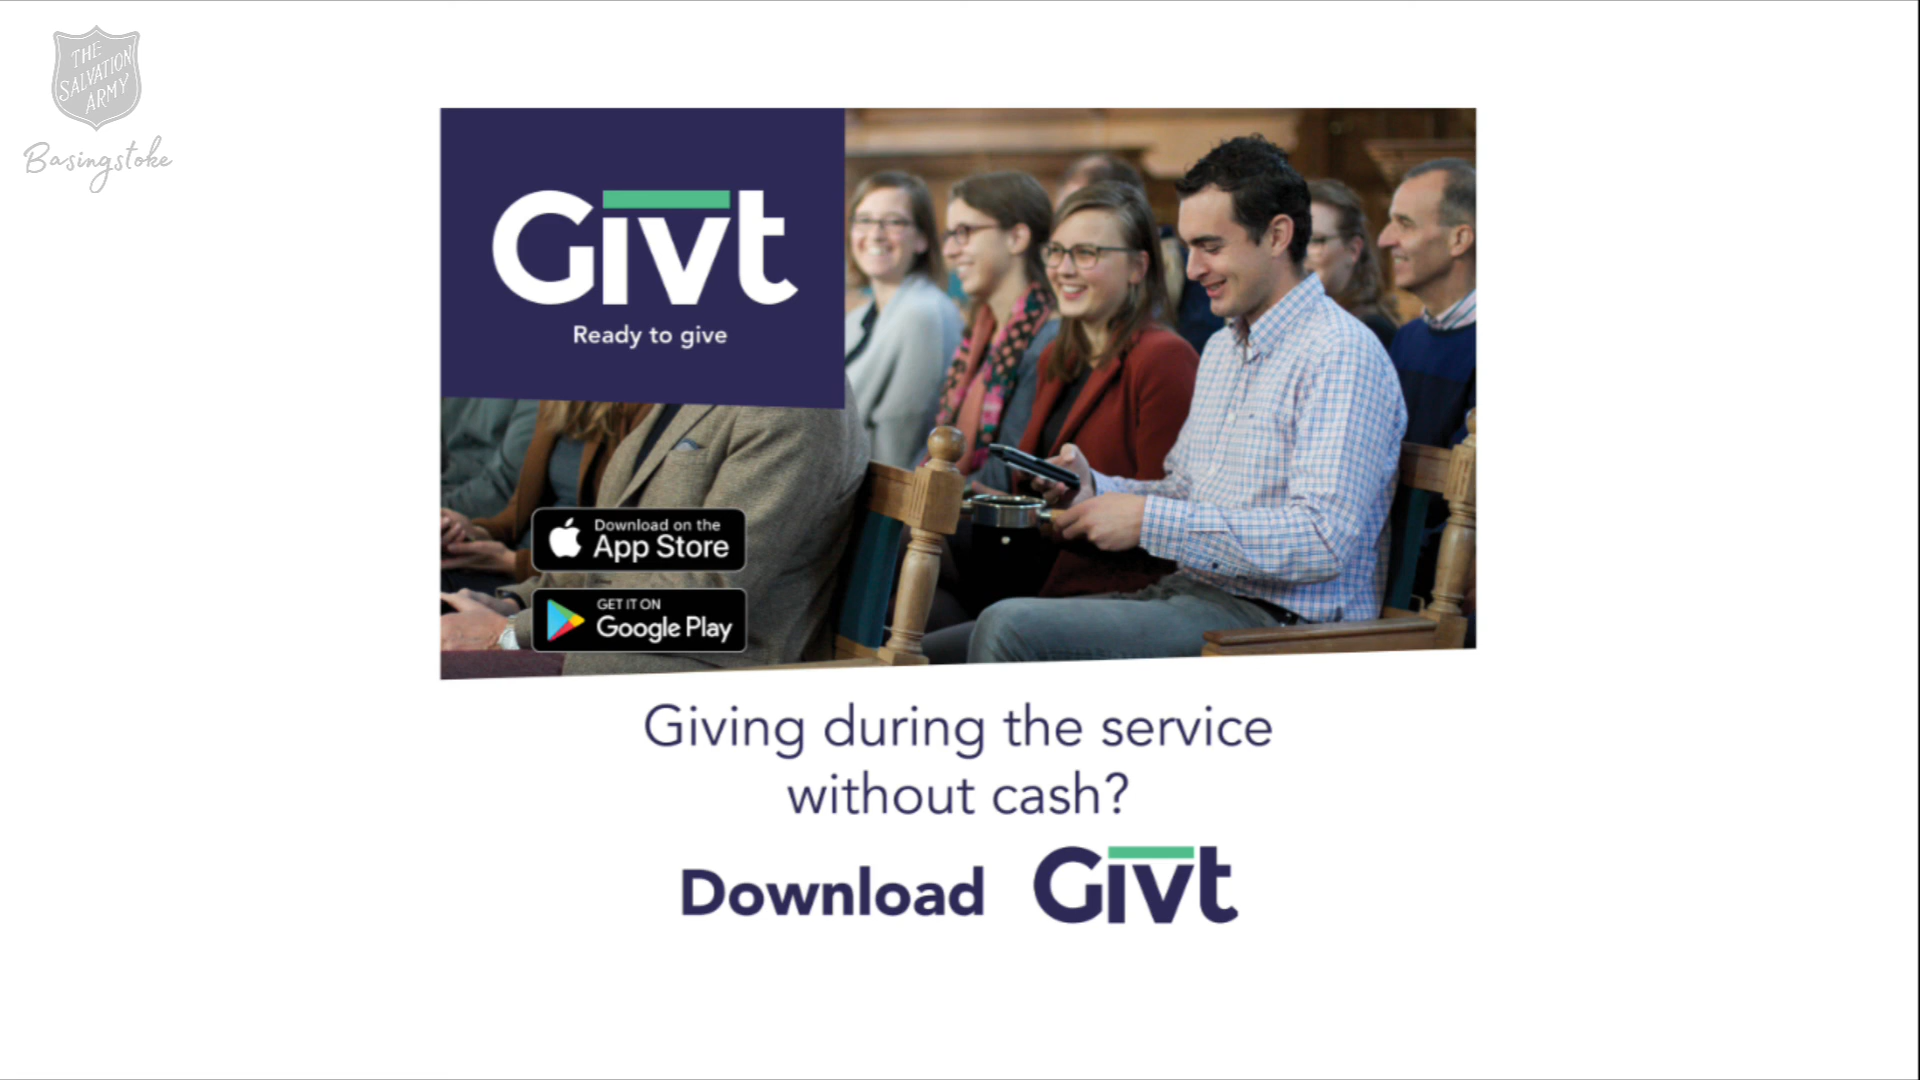 THE
SALVATION
ARMY
Basingstoke
Givt
Ready to give
Download on the
App Store
GET IT ON
Google Play
Giving during the service
without cash?
Download Givt